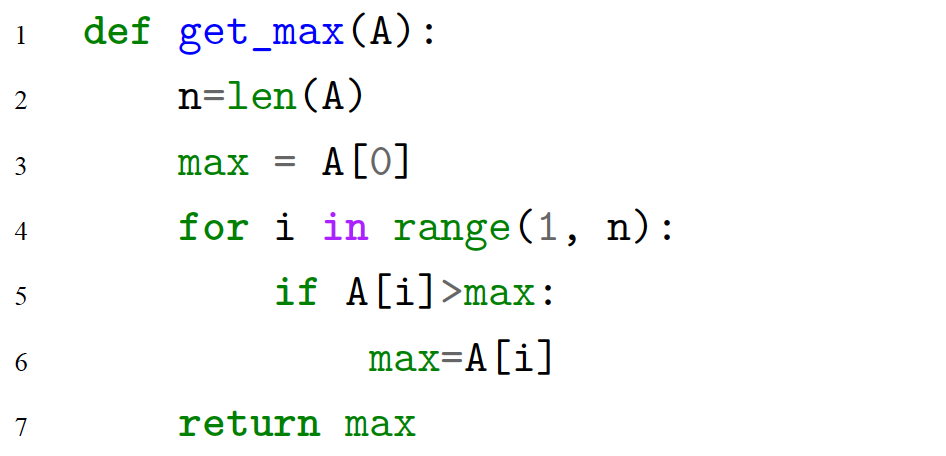 1 def get_max(A):
2     n=len(A)
3     max = A[0]
4     for i in range(1, n):
5         if A[i]>max:
6             max=A[i]
7     return max